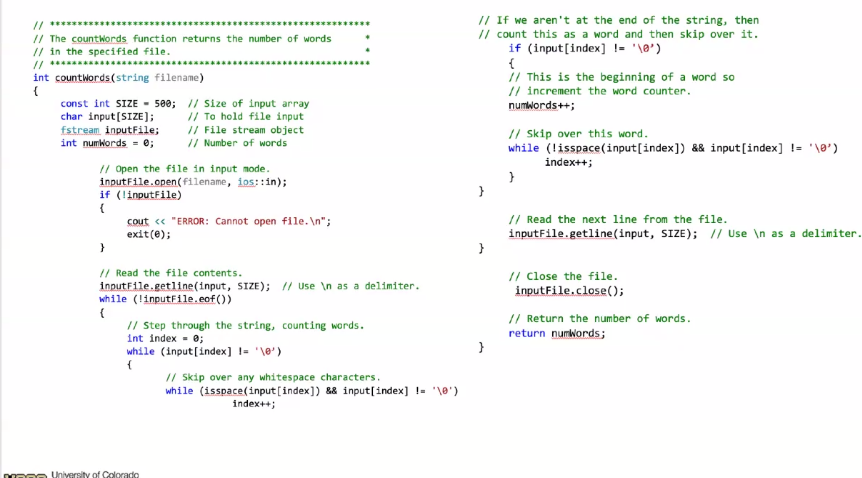 // ************************************************************
// The countWords function returns the number of words *
// in the specified file. *
// ************************************************************
int countWords(string filename)
{
const int SIZE = 500; // Size of input array
char input[SIZE]; // To hold file input
fstream inputFile; // File stream object
int numWords = 0; // Number of words
// Open the file in input mode.
inputFile.open(filename, ios::in);
if (!inputFile)
{
cout << "ERROR: Cannot open file.\n";
exit(0);
}
// Read the file contents.
inputFile.getline(input, SIZE); // Use \n as a delimiter.
while (!inputFile.eof())
{
// Step through the string, counting words.
int index = 0;
while (input[index] != '\0’)
{
// Skip over any whitespace characters.
while (isspace(input[index]) && input[index] != '\0')
index++;
// If we aren't at the end of the string, then
// count this as a word and then skip over it.
if (input[index] != '\0’)
{
// This is the beginning of a word so
// increment the word counter.
numWords++;
// Skip over this word.
while (!isspace(input[index]) && input[index] != '\0’)
index++;
}
}
// Read the next line from the file.
inputFile.getline(input, SIZE); // Use \n as a delimiter.
}
// Close the file.
inputFile.close();
// Return the number of words.
return numWords;
}
University of Colorado